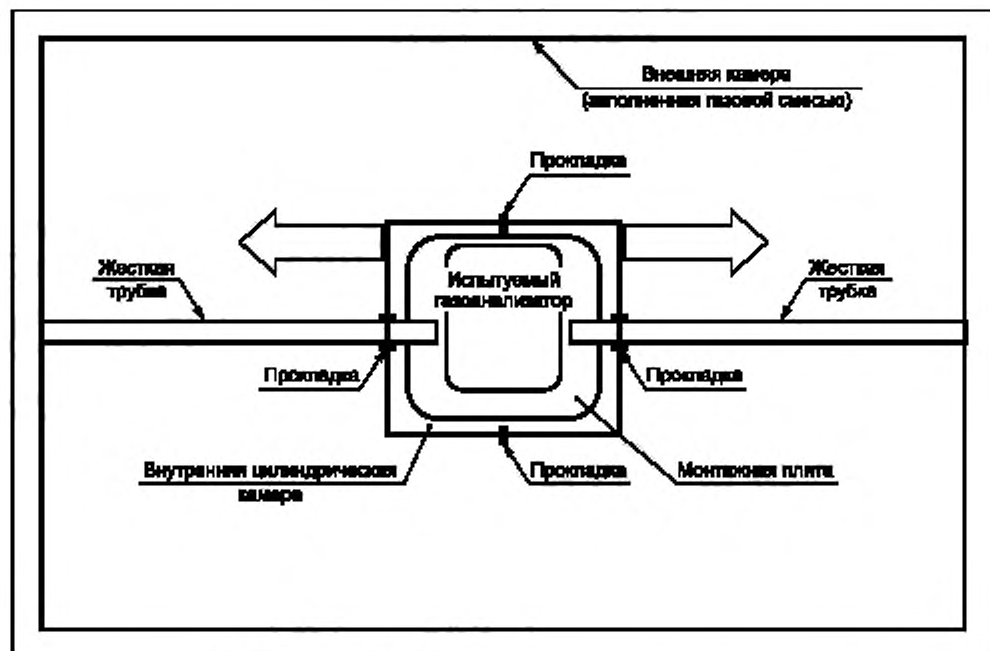 Внешняя камера
(заполненная газовой смесью)
Прокладка
Жесткая
трубка
Испытуемый
газоанализатор
Жесткая
трубка
Прокладка
Прокладка
Внутренняя цилиндрическая
камера
Прокладка
Монтажная плита